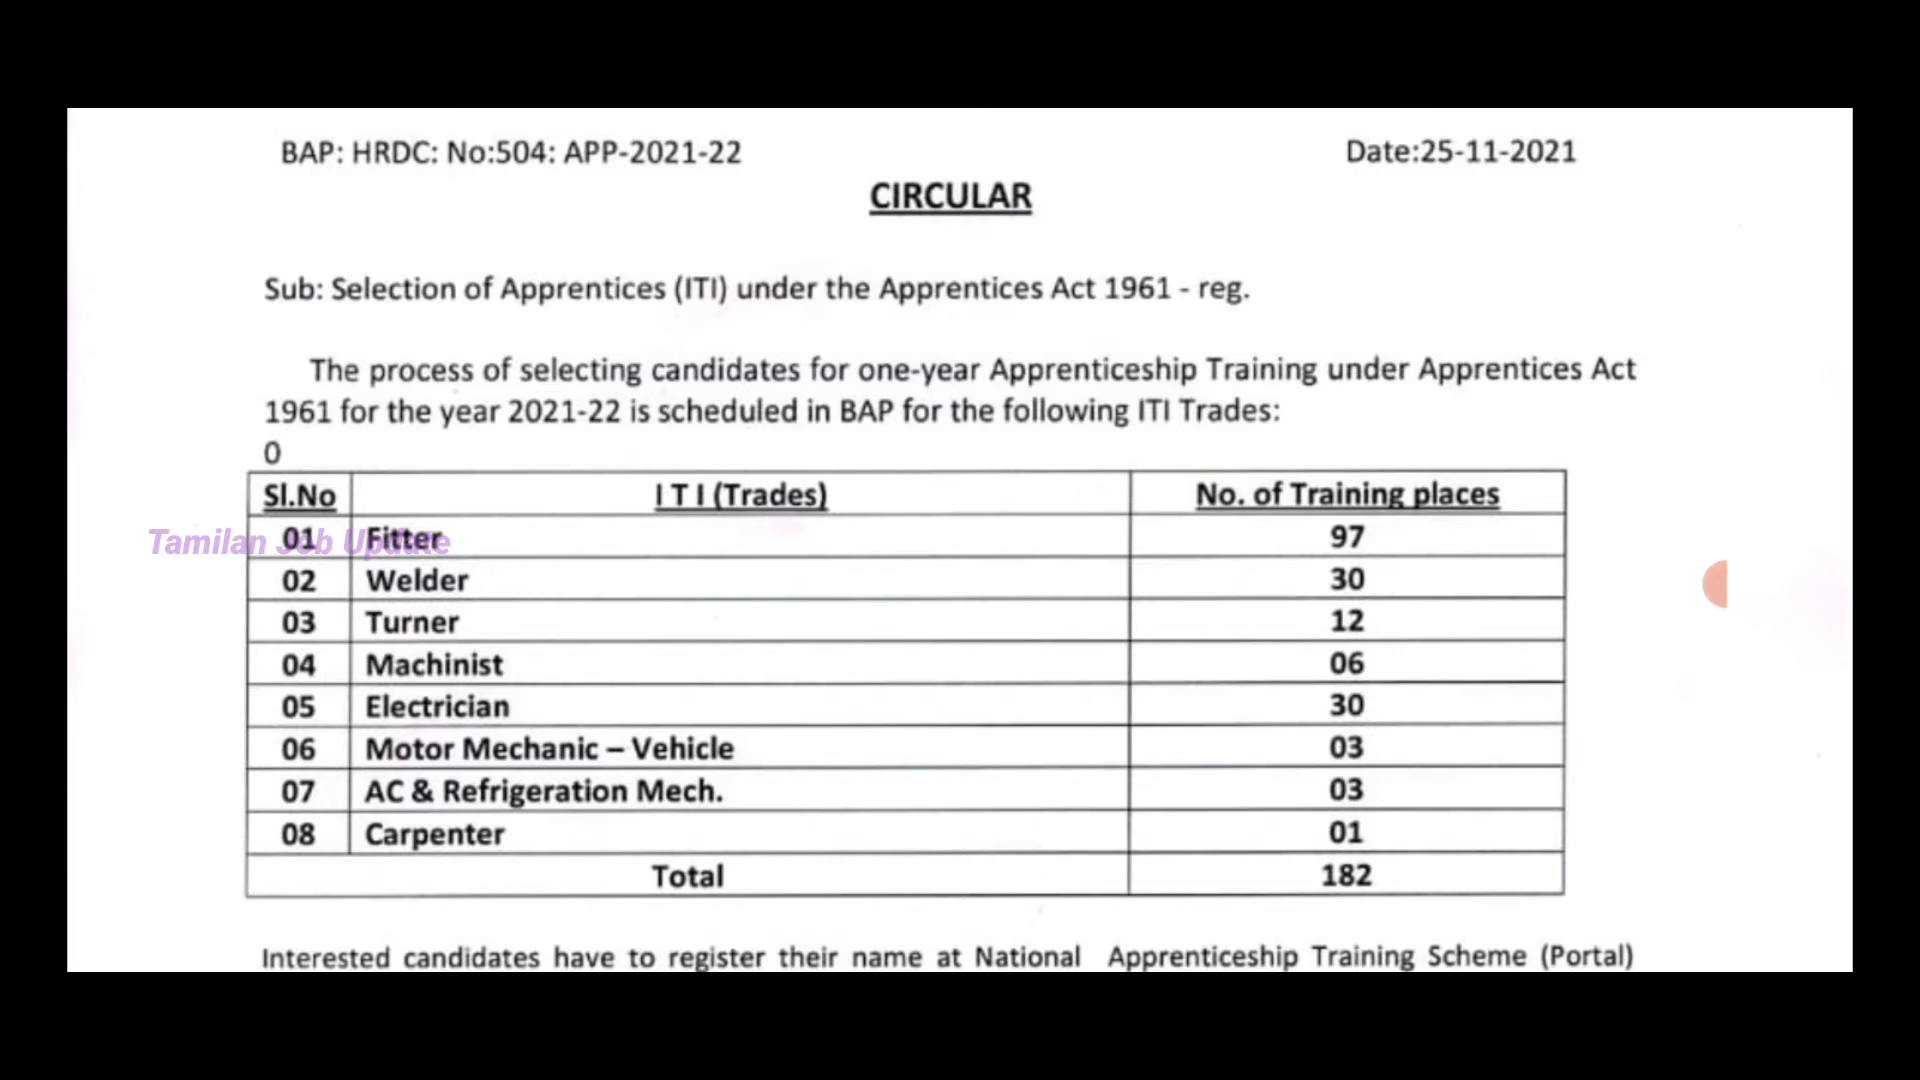 BAP: HRDC: No:504: APP-2021-22 Date:25-11-2021
CIRCULAR
Sub: Selection of Apprentices (ITI) under the Apprentices Act 1961 - reg.
The process of selecting candidates for one-year Apprenticeship Training under Apprentices Act
1961 for the year 2021-22 is scheduled in BAP for the following ITI Trades:
0
Sl.No I T I (Trades) No. of Training places
01 Fitter 97
Tamilan Job Update
02 Welder 30
03 Turner 12
04 Machinist 06
05 Electrician 30
06 Motor Mechanic – Vehicle 03
07 AC & Refrigeration Mech. 03
08 Carpenter 01
Total 182
Interested candidates have to register their name at National Apprenticeship Training Scheme (Portal)